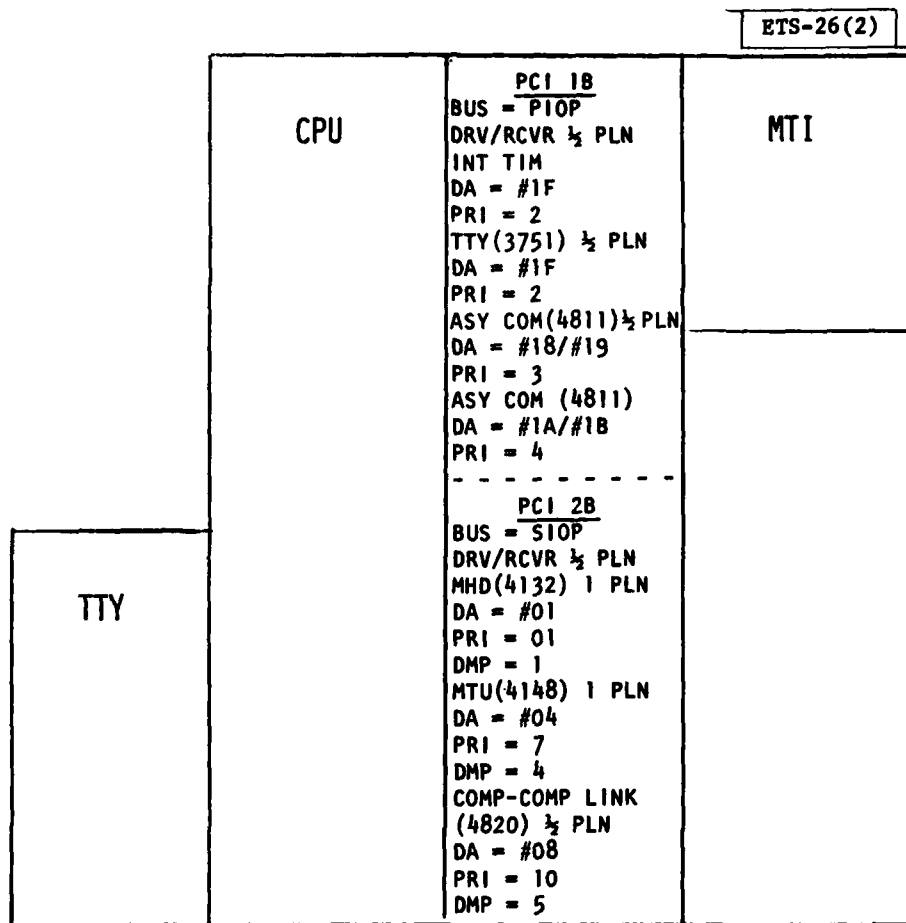 ETS-26(2)
CPU
PCI 1B
BUS = PIOP
DRV/RCVR ½ PLN
INT TIM
DA = #1F
PRI = 2
TTY(3751) ½ PLN
DA = #1F
PRI = 2
ASY COM(4811)½PLN
DA = #18/#19
PRI = 3
ASY COM (4811)
DA = #1A/#1B
PRI = 4
MTI
PCI 2B
BUS = SIOP
DRV/RCVR ½ PLN
MHD(4132) 1 PLN
DA = #01
PRI = 01
DMP = 1
MTU(4148) 1 PLN
DA = #04
PRI = 7
DMP = 4
COMP-COMP LINK
(4820) ½ PLN
DA = #08
PRI = 10
DMP = 5
TTY